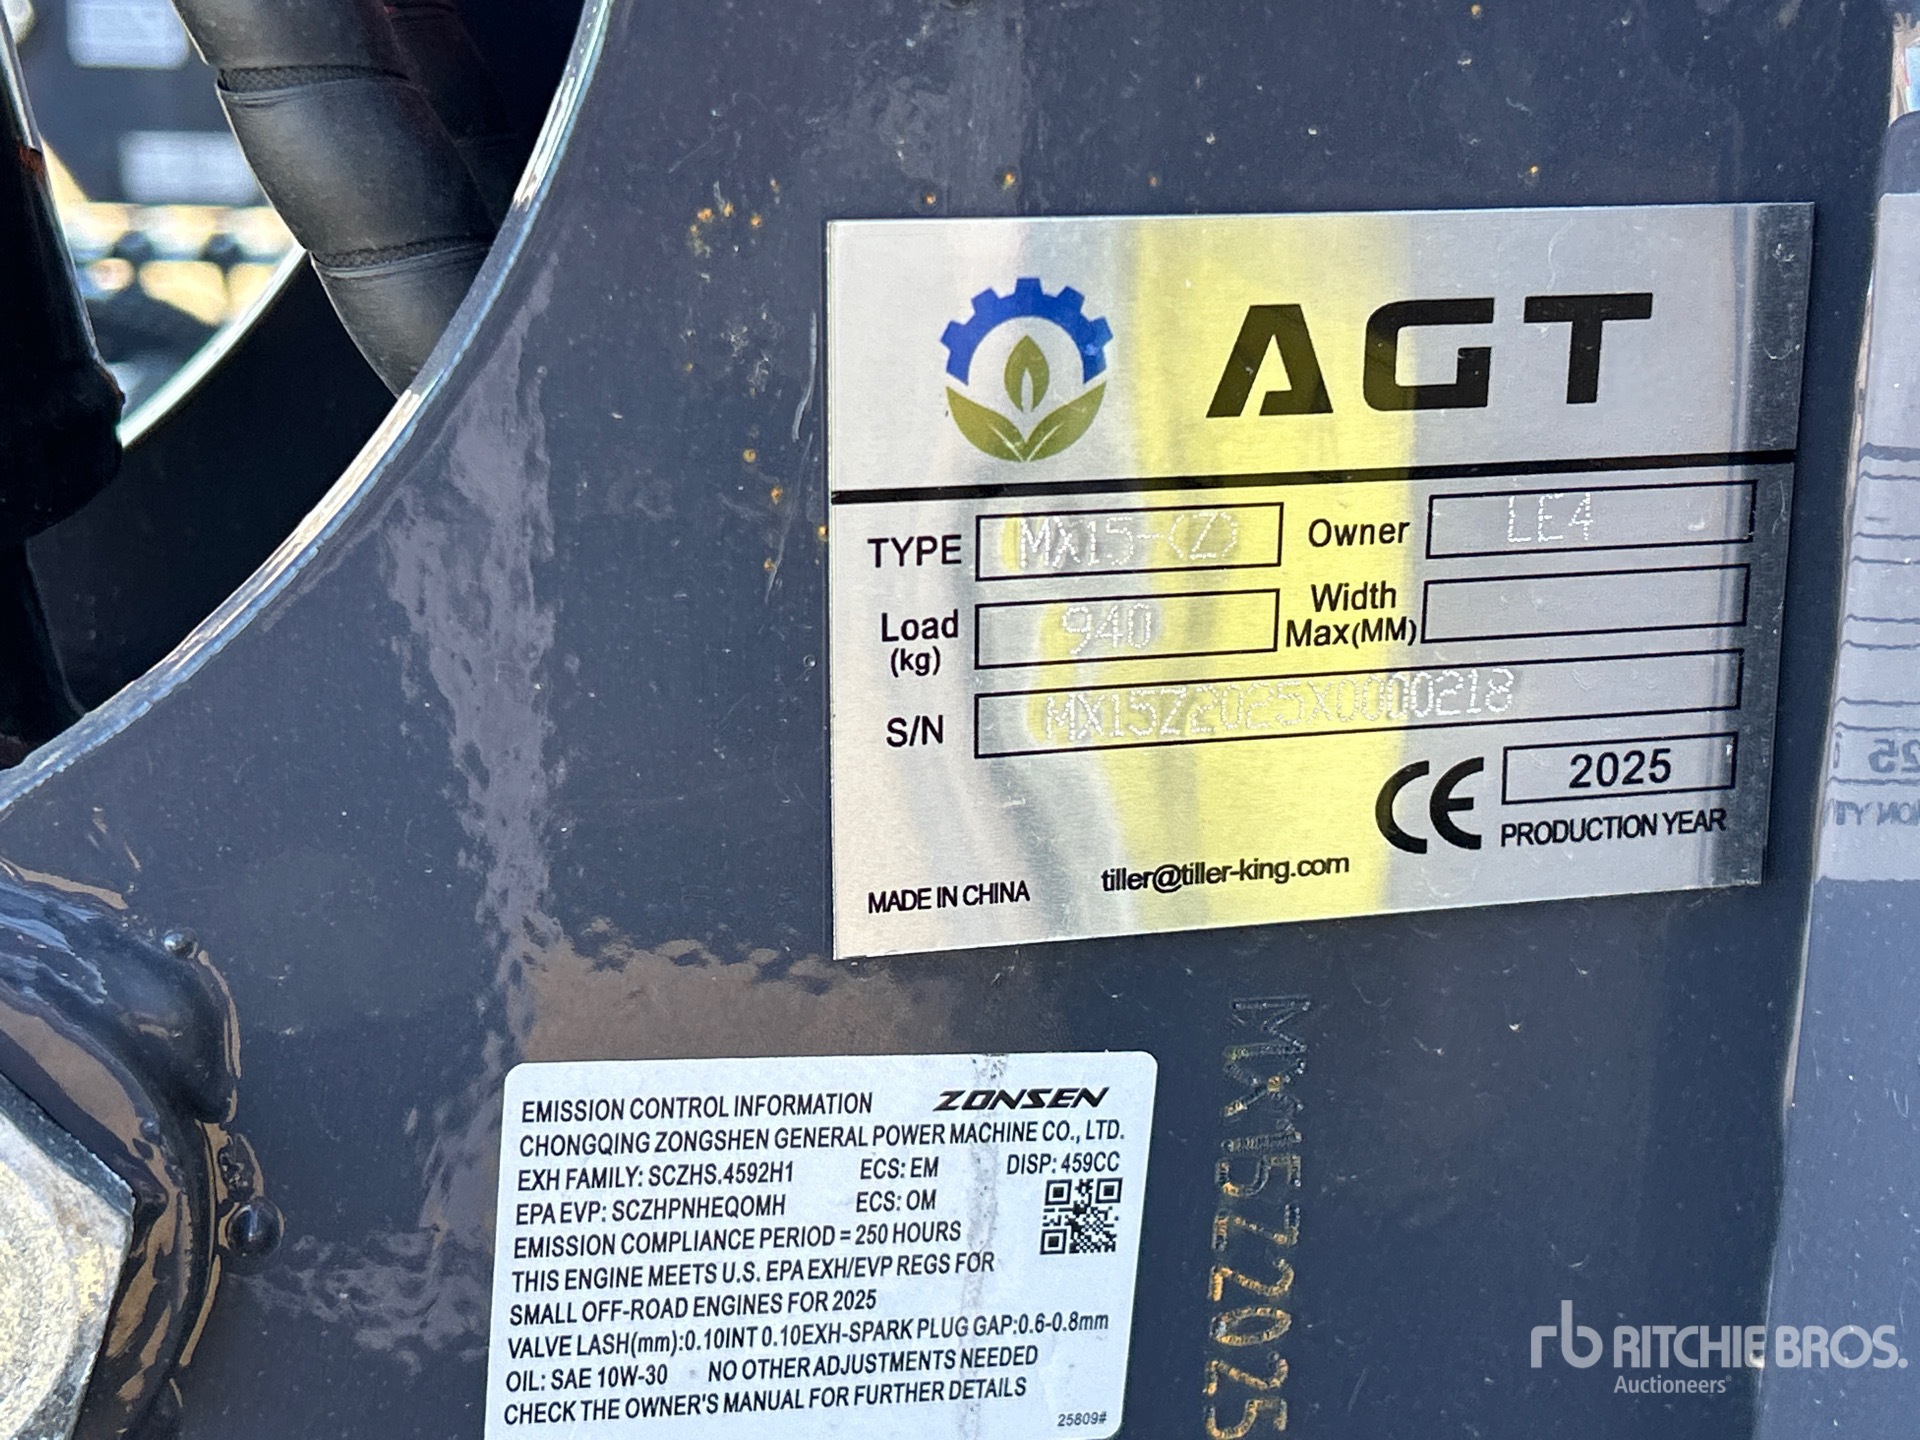 AGT
TYPE MX15-(Z) Owner LE4
Load (kg) 940 Width Max(MM)
S/N MX15Z2025X0000218
CE 2025
PRODUCTION YEAR
MADE IN CHINA tiller@tiller-king.com
EMISSION CONTROL INFORMATION ZONSEN
CHONGQING ZONGSHEN GENERAL POWER MACHINE CO., LTD.
EXH FAMILY: SCZHS.4592H1 ECS: EM DISP: 459CC
EPA EVP: SCZHPNHEQOMH ECS: OM
EMISSION COMPLIANCE PERIOD = 250 HOURS
THIS ENGINE MEETS U.S. EPA EXH/EVP REGS FOR
SMALL OFF-ROAD ENGINES FOR 2025
VALVE LASH(mm):0.10INT 0.10EXH-SPARK PLUG GAP:0.6-0.8mm
OIL: SAE 10W-30 NO OTHER ADJUSTMENTS NEEDED
CHECK THE OWNER'S MANUAL FOR FURTHER DETAILS
25809#
MX15Z2025
rb RITCHIE BROS.
Auctioneers